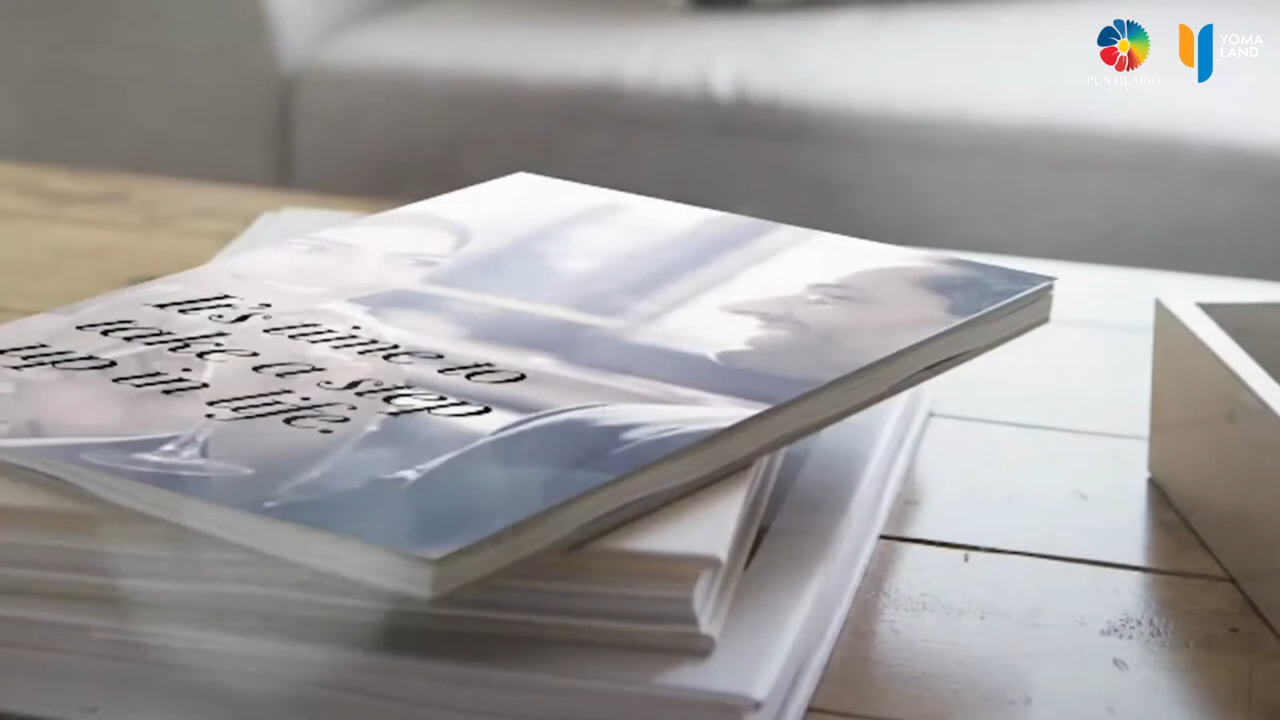 PUN HLAING
YOMA
LAND
It's time to
take a step
up in life.